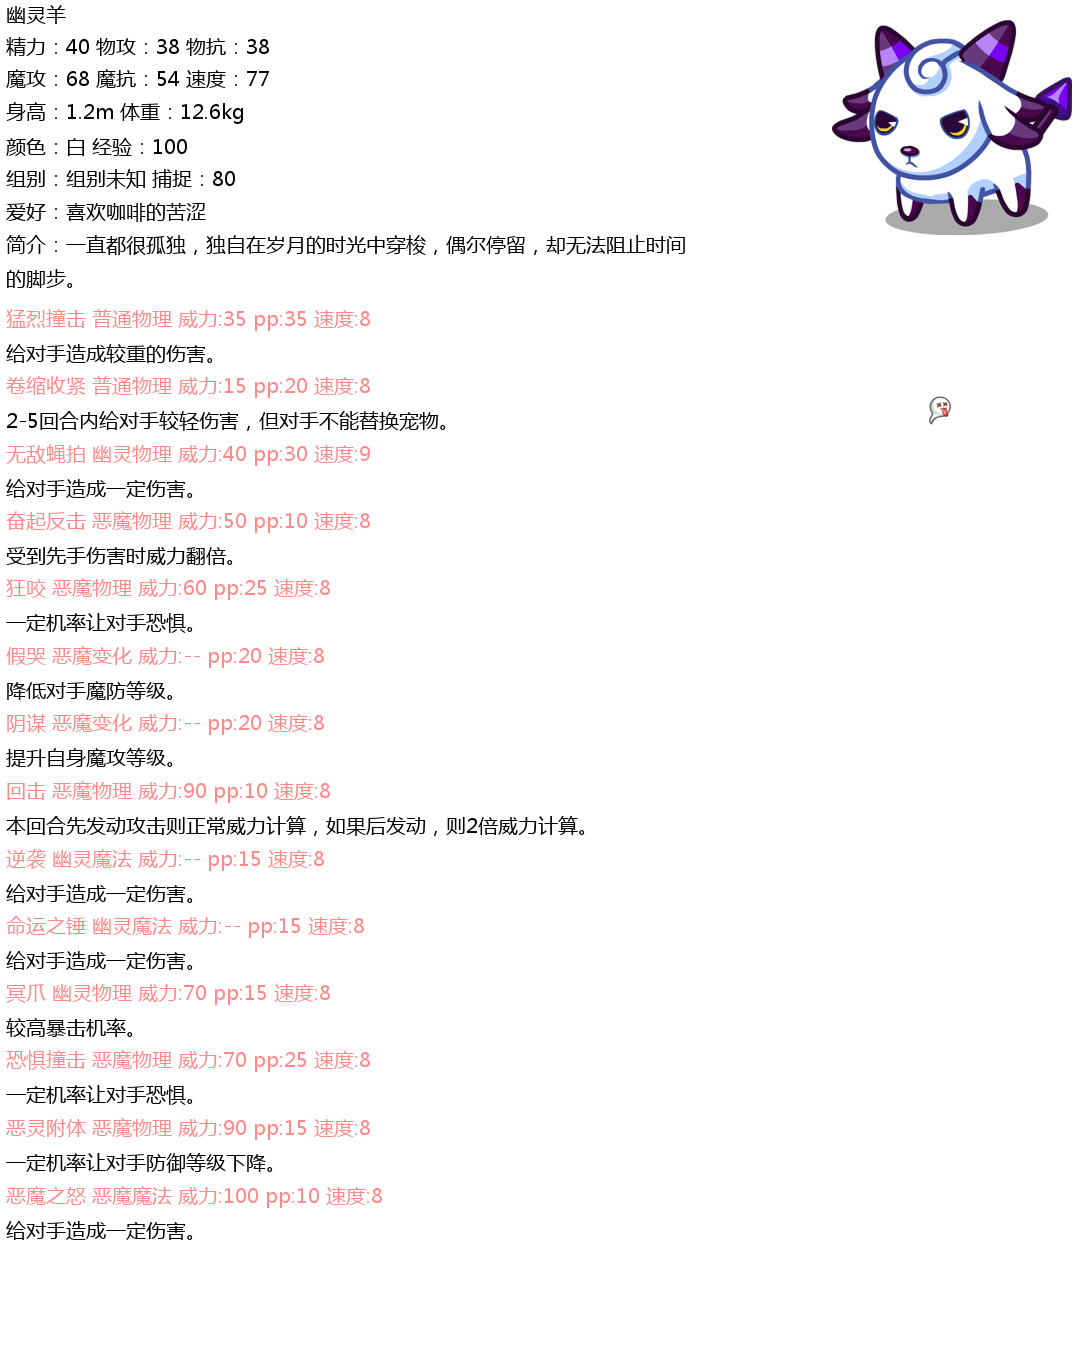 幽灵羊
精力：40 物攻：38 物抗：38
魔攻：68 魔抗：54 速度：77
身高：1.2m 体重：12.6kg
颜色：白 经验：100
组别：组别未知 捕捉：80
爱好：喜欢咖啡的苦涩
简介：一直都很孤独，独自在岁月的时光中穿梭，偶尔停留，却无法阻止时间
的脚步。
猛烈撞击 普通物理 威力:35 pp:35 速度:8
给对手造成较重的伤害。
卷缩收紧 普通物理 威力:15 pp:20 速度:8
2-5回合内给对手较轻伤害，但对手不能替换宠物。
无敌蝇拍 幽灵物理 威力:40 pp:30 速度:9
给对手造成一定伤害。
奋起反击 恶魔物理 威力:50 pp:10 速度:8
受到先手伤害时威力翻倍。
狂咬 恶魔物理 威力:60 pp:25 速度:8
一定机率让对手恐惧。
假哭 恶魔变化 威力:-- pp:20 速度:8
降低对手魔防等级。
阴谋 恶魔变化 威力:-- pp:20 速度:8
提升自身魔攻等级。
回击 恶魔物理 威力:90 pp:10 速度:8
本回合先发动攻击则正常威力计算，如果后发动，则2倍威力计算。
逆袭 幽灵魔法 威力:-- pp:15 速度:8
给对手造成一定伤害。
命运之锤 幽灵魔法 威力:-- pp:15 速度:8
给对手造成一定伤害。
冥爪 幽灵物理 威力:70 pp:15 速度:8
较高暴击机率。
恐惧撞击 恶魔物理 威力:70 pp:25 速度:8
一定机率让对手恐惧。
恶灵附体 恶魔物理 威力:90 pp:15 速度:8
一定机率让对手防御等级下降。
恶魔之怒 恶魔魔法 威力:100 pp:10 速度:8
给对手造成一定伤害。